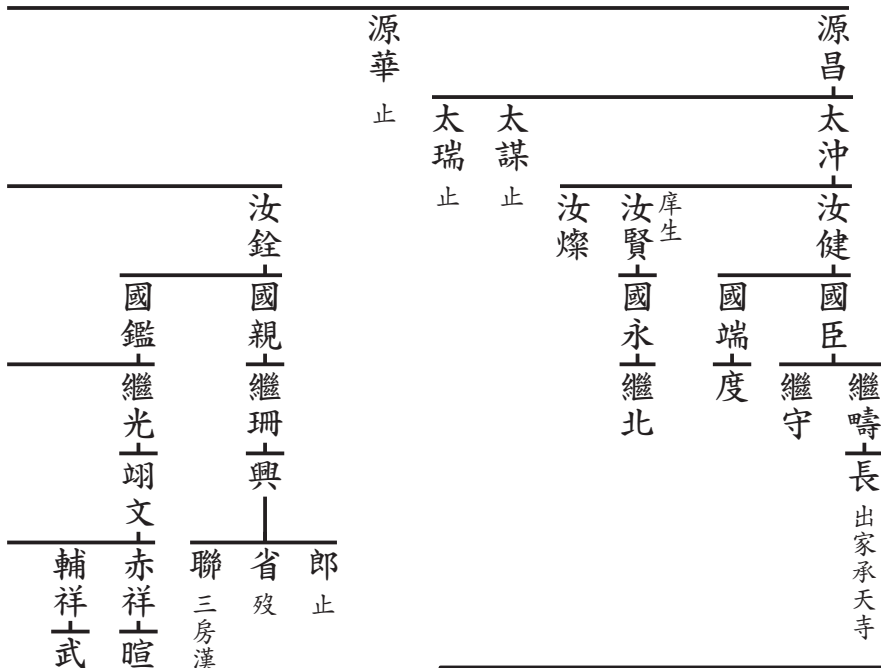 源昌
源華
止
太沖
太謀
止
太瑞
止
汝健
庠生
汝賢
汝燦
汝銓
國臣
國端
國永
國親
國鑑
繼疇
繼守
度
繼北
繼珊
繼光
長
出家承天寺
興
翊文
郎
止
省
歿
聯
三房漢
赤祥
輔祥
暄
武